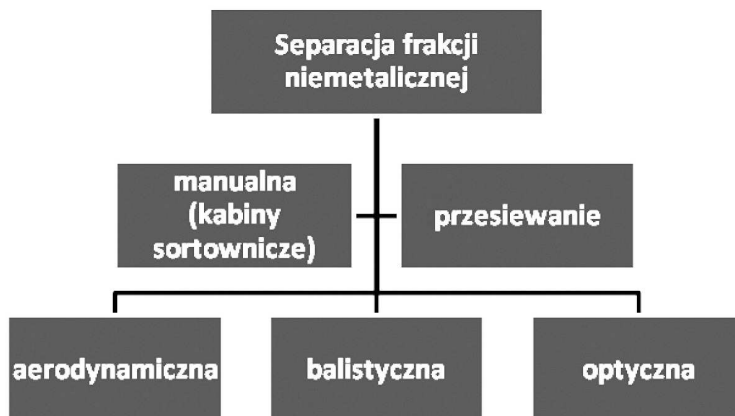 Separacja frakcji
niemetalicznej
manualna
(kabiny
sortownicze)
przesiewanie
aerodynamiczna
balistyczna
optyczna